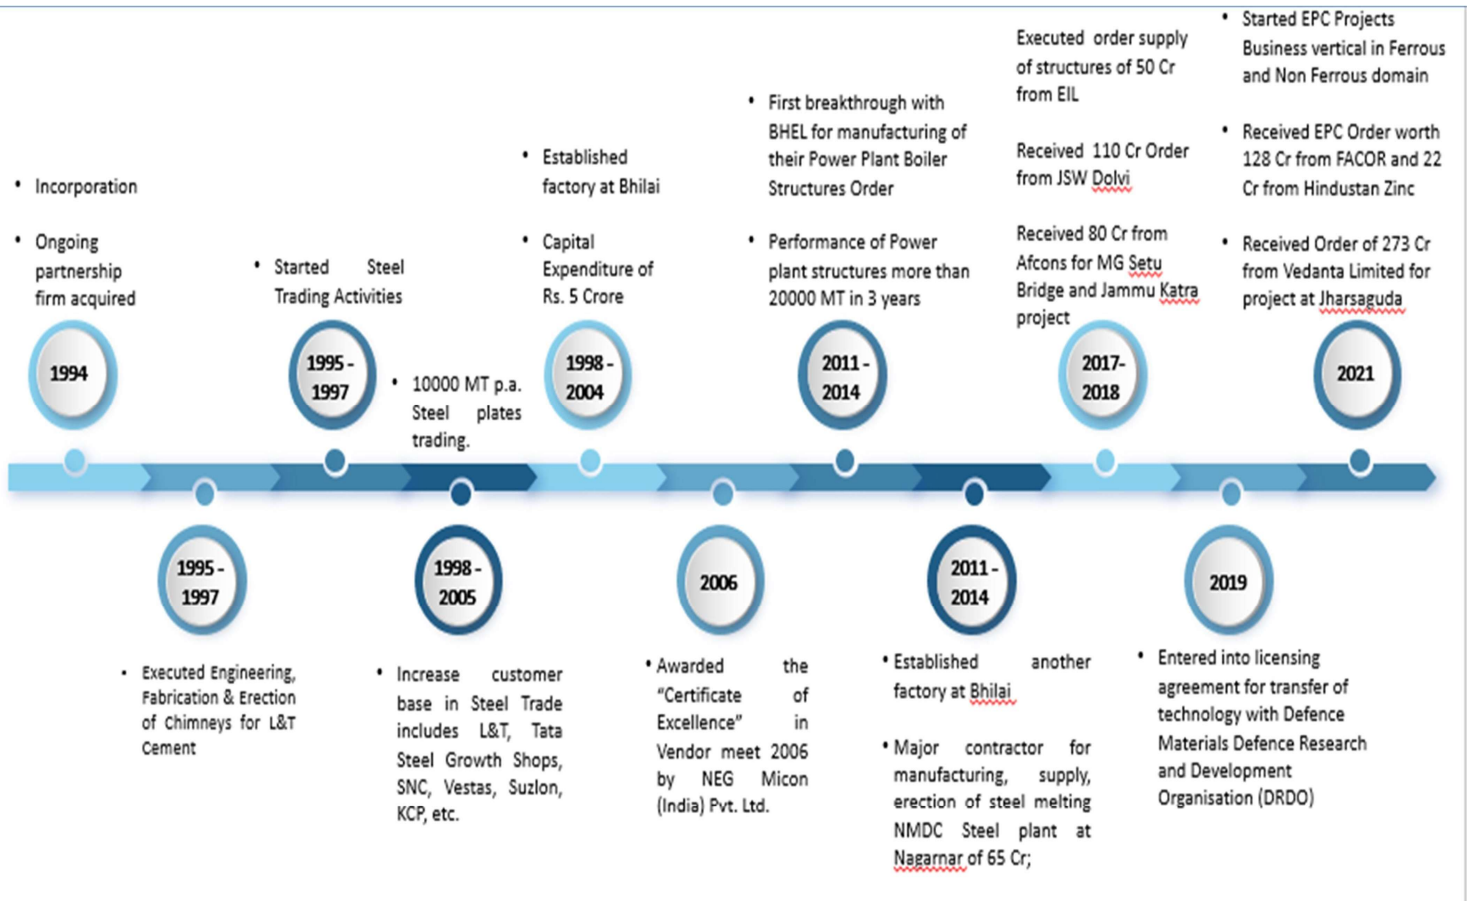 • Incorporation
• Ongoing
partnership
firm acquired
1994
• Executed Engineering,
Fabrication & Erection
of Chimneys for L&T
Cement
1995 -
1997
• Started Steel
Trading Activities
1995 -
1997
• 10000 MT p.a.
Steel plates
trading.
1998 -
2005
• Increase customer
base in Steel Trade
includes L&T, Tata
Steel Growth Shops,
SNC, Vestas, Suzlon,
KCP, etc.
• Established
factory at Bhilai
• Capital
Expenditure of
Rs. 5 Crore
1998 -
2004
2006
• Awarded the
“Certificate of
Excellence” in
Vendor meet 2006
by NEG Micon
(India) Pvt. Ltd.
• First breakthrough with
BHEL for manufacturing of
their Power Plant Boiler
Structures Order
• Performance of Power
plant structures more than
20000 MT in 3 years
2011 -
2014
2011 -
2014
• Established another
factory at Bhilai
• Major contractor for
manufacturing, supply,
erection of steel melting
NMDC Steel plant at
Nagarnar of 65 Cr;
Executed order supply
of structures of 50 Cr
from EIL
Received 110 Cr Order
from JSW Dolvi
Received 80 Cr from
Afcons for MG Setu
Bridge and Jammu Katra
project
2017-
2018
2019
• Entered into licensing
agreement for transfer of
technology with Defence
Materials Defence Research
and Development
Organisation (DRDO)
• Started EPC Projects
Business vertical in Ferrous
and Non Ferrous domain
• Received EPC Order worth
128 Cr from FACOR and 22
Cr from Hindustan Zinc
• Received Order of 273 Cr
from Vedanta Limited for
project at Jharsaguda
2021